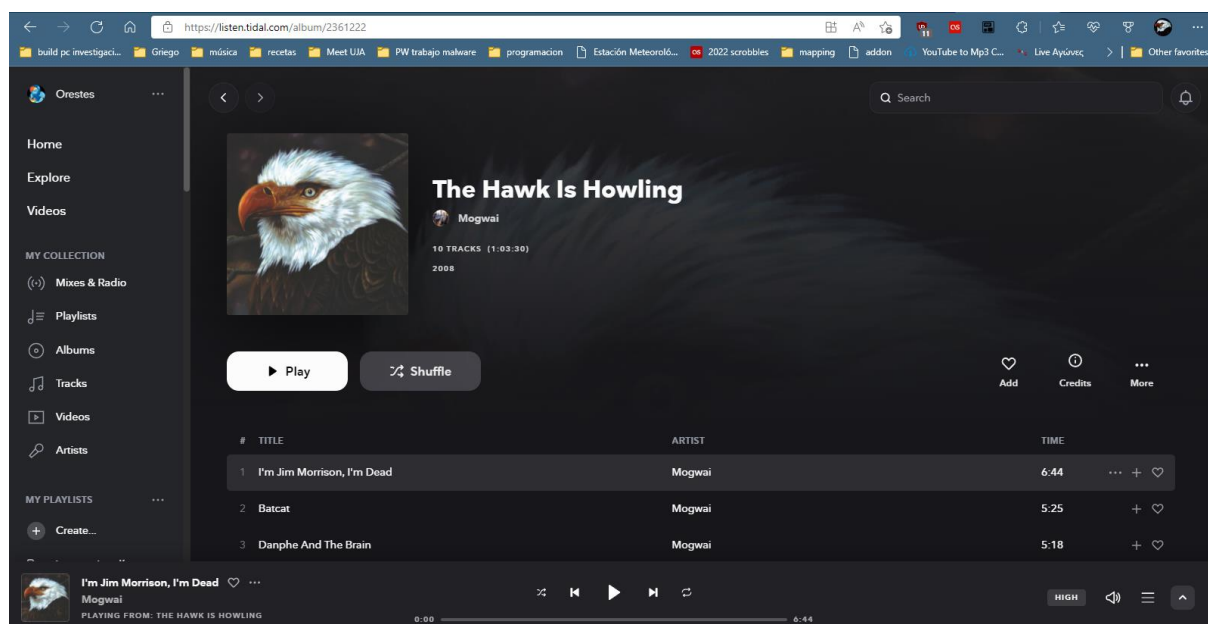 https://listen.tidal.com/album/2361222
11
os
build pc investigaci... Griego música recetas Meet UJA PW trabajo malware programacion Estación Meteoroló... os 2022 scrobbles mapping addon YouTube to Mp3 C... Live Αγώνες Other favorites
Orestes
Search
Home
Explore
Videos
MY COLLECTION
Mixes & Radio
Playlists
Albums
Tracks
Videos
Artists
MY PLAYLISTS
Create...
The Hawk Is Howling
Mogwai
10 TRACKS (1:03:30)
2008
Play Shuffle
Add Credits More
# TITLE ARTIST TIME
1 I'm Jim Morrison, I'm Dead Mogwai 6:44
2 Batcat Mogwai 5:25
3 Danphe And The Brain Mogwai 5:18
I'm Jim Morrison, I'm Dead
Mogwai
PLAYING FROM: THE HAWK IS HOWLING
0:00 6:44
HIGH